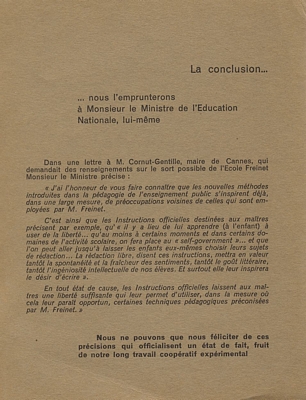 La conclusion...
... nous l'emprunterons
à Monsieur le Ministre de l'Education
Nationale, lui-même
Dans une lettre à M. Cornut-Gentille, maire de Cannes, qui
demandait des renseignements sur le sort possible de l'Ecole Freinet
Monsieur le Ministre précise :
« J'ai l'honneur de vous faire connaître que les nouvelles méthodes
introduites dans la pédagogie de l'enseignement public s'inspirent déjà,
dans une large mesure, de préoccupations voisines de celles qui sont em-
ployées par M. Freinet.
C'est ainsi que les Instructions officielles destinées aux maîtres
précisent par exemple, qu'« il y a lieu de lui apprendre (à l'enfant) à
user de la liberté... qu'au moins à certains moments et dans certains do-
maines de l'activité scolaire, on fera place au « self-government »... et que
l'on peut aller jusqu'à laisser les enfants eux-mêmes choisir leurs sujets
de rédaction... La rédaction libre, disent ces instructions, mettra en valeur
tantôt la spontanéité et la fraîcheur des sentiments, tantôt le goût littéraire,
tantôt l'ingéniosité intellectuelle de nos élèves. Et surtout elle leur inspirera
le désir d'écrire ».
En tout état de cause, les Instructions officielles laissent aux maî-
tres une liberté suffisante qui leur permet d'utiliser, dans la mesure où
cela leur paraît opportun, certaines techniques pédagogiques préconisées
par M. Freinet. »
Nous ne pouvons que nous féliciter de ces
précisions qui officialisent un état de fait, fruit
de notre long travail coopératif expérimental